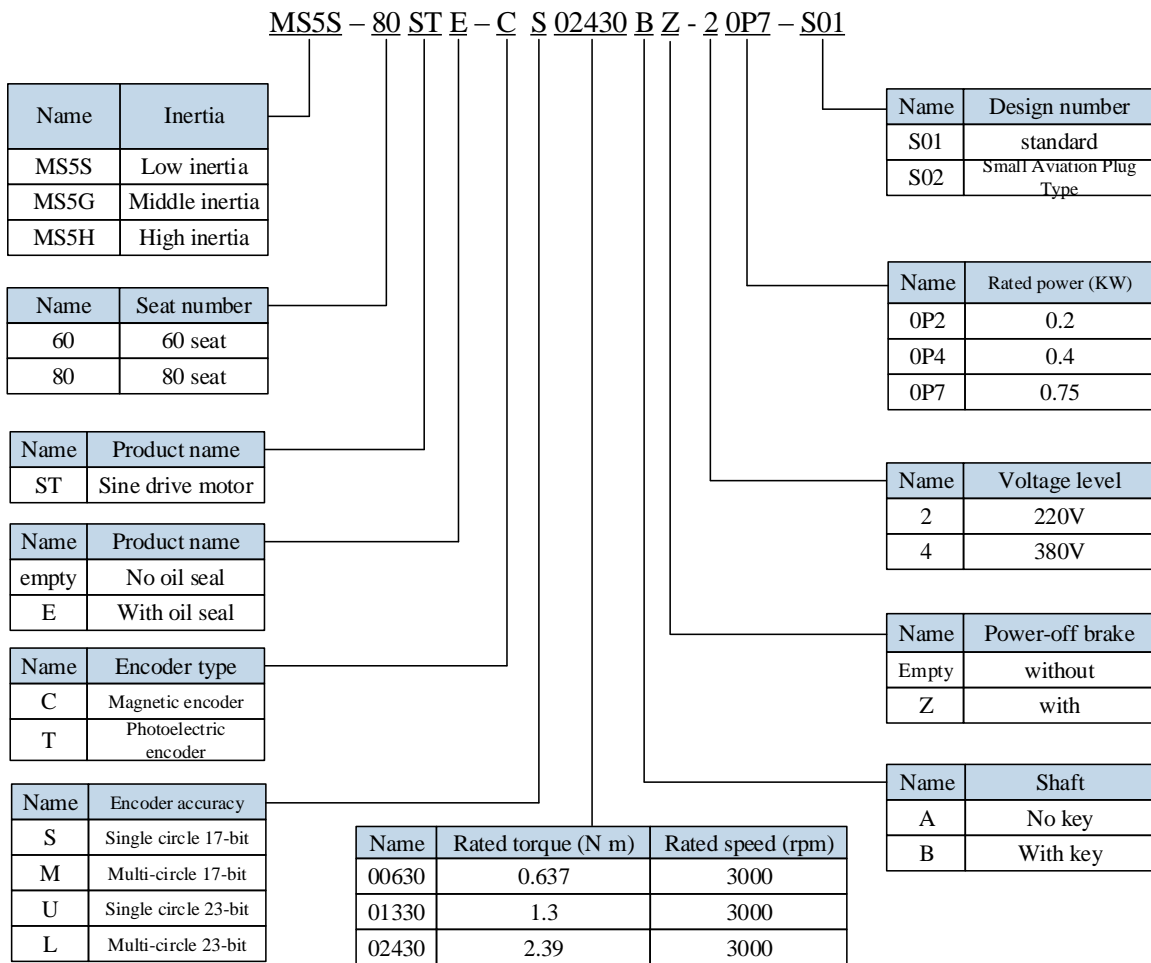 MS5S – 80 ST E – C S 02430 B Z - 2 0P7 – S01
Name Inertia
MS5S Low inertia
MS5G Middle inertia
MS5H High inertia
Name Seat number
60 60 seat
80 80 seat
Name Product name
ST Sine drive motor
Name Product name
empty No oil seal
E With oil seal
Name Encoder type
C Magnetic encoder
T Photoelectric
encoder
Name Encoder accuracy
S Single circle 17-bit
M Multi-circle 17-bit
U Single circle 23-bit
L Multi-circle 23-bit
Name Rated torque (N m) Rated speed (rpm)
00630 0.637 3000
01330 1.3 3000
02430 2.39 3000
Name Design number
S01 standard
S02 Small Aviation Plug
Type
Name Rated power (KW)
0P2 0.2
0P4 0.4
0P7 0.75
Name Voltage level
2 220V
4 380V
Name Power-off brake
Empty without
Z with
Name Shaft
A No key
B With key